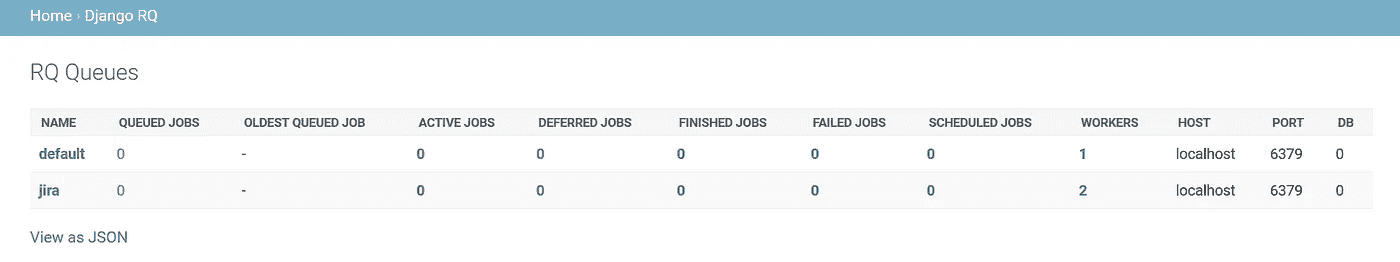 Home › Django RQ
RQ Queues
NAME QUEUED JOBS OLDEST QUEUED JOB ACTIVE JOBS DEFERRED JOBS FINISHED JOBS FAILED JOBS SCHEDULED JOBS WORKERS HOST PORT DB
default 0 - 0 0 0 0 0 1 localhost 6379 0
jira 0 - 0 0 0 0 0 2 localhost 6379 0
View as JSON